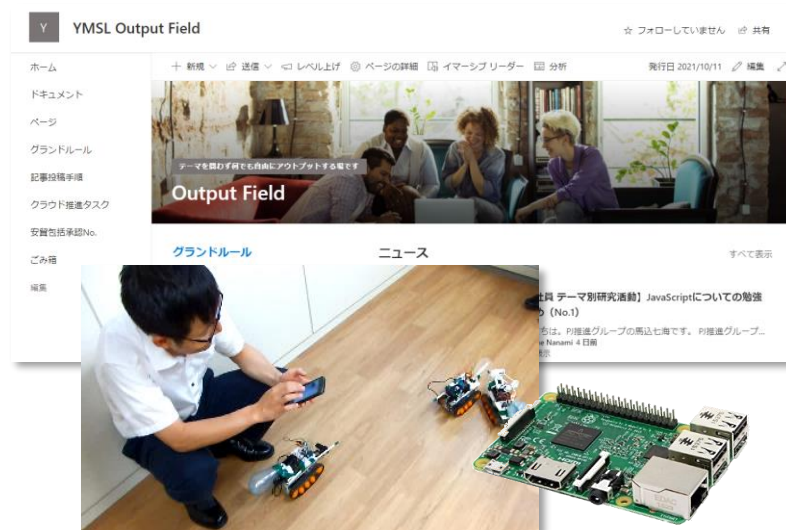 Y YMSL Output Field
☆ フォローしていません 共有
ホーム
ドキュメント
ページ
グランドルール
記事投稿手順
クラウド推進タスク
安置包括承認No.
ごみ箱
編集
＋ 新規 送信 レベル上げ ページの詳細 イマーシブ リーダー 分析 発行日 2021/10/11 編集
テーマを問わず何でも自由にアウトプットする場です
Output Field
グランドルール
ニュース
すべて表示
員 テーマ別研究活動】JavaScriptについての勉強
(No.1)
ちは。PJ推進グループの馬込七海です。 PJ推進グループ...
Nanami 4 日前
表示